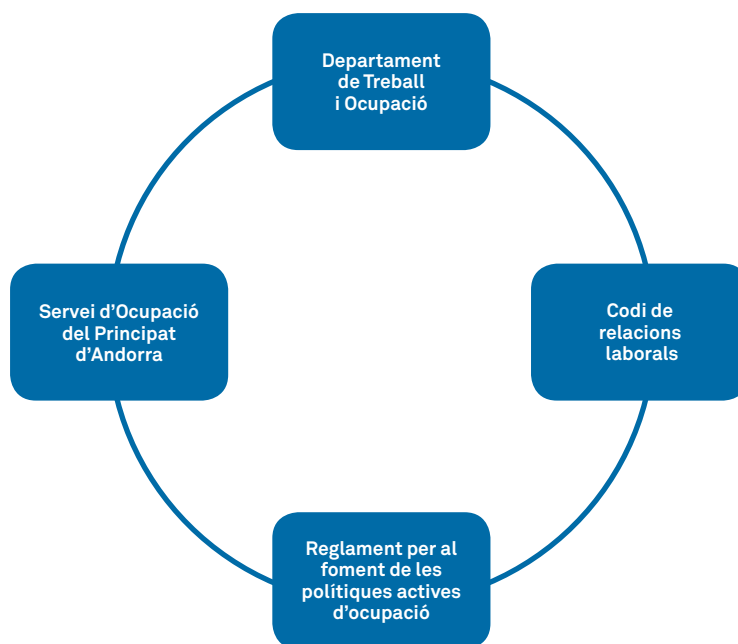 Departament
de Treball
i Ocupació
Servei d’Ocupació
del Principat
d’Andorra
Codi de
relacions
laborals
Reglament per al
foment de les
polítiques actives
d’ocupació